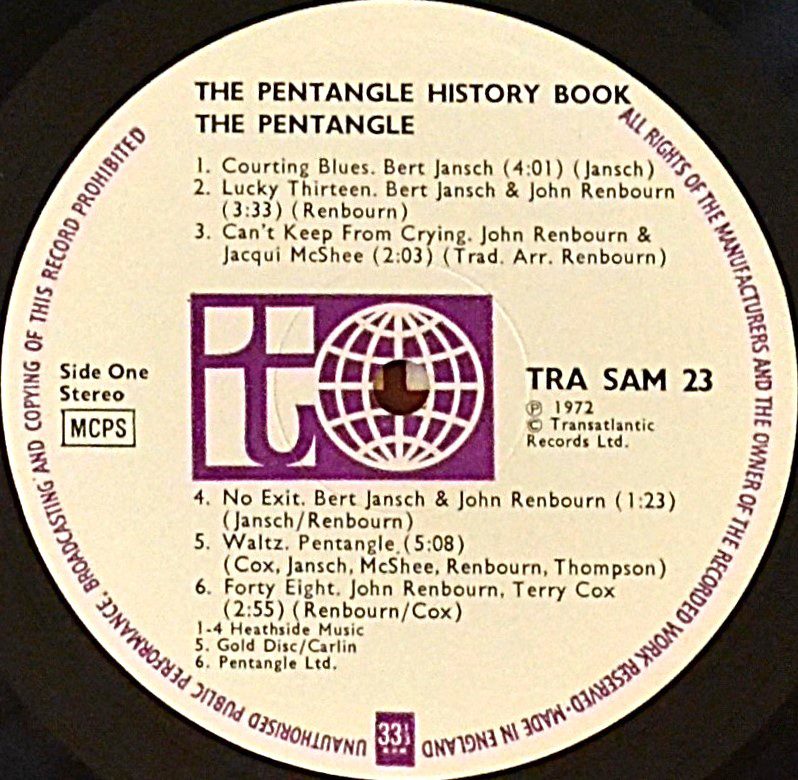 THE PENTANGLE HISTORY BOOK
THE PENTANGLE
1. Courting Blues. Bert Jansch (4:01) (Jansch)
2. Lucky Thirteen. Bert Jansch & John Renbourn
(3:33) (Renbourn)
3. Can't Keep From Crying. John Renbourn &
Jacqui McShee (2:03) (Trad. Arr. Renbourn)
Side One
Stereo
MCPS
to
TRA SAM 23
Ⓟ 1972
© Transatlantic
Records Ltd.
4. No Exit. Bert Jansch & John Renbourn (1:23)
(Jansch/Renbourn)
5. Waltz. Pentangle. (5:08)
(Cox, Jansch, McShee, Renbourn, Thompson)
6. Forty Eight. John Renbourn, Terry Cox
(2:55) (Renbourn/Cox)
1-4 Heathside Music
5. Gold Disc/Carlin
6. Pentangle Ltd.
33⅓
RPM
ALL RIGHTS OF THE MANUFACTURERS AND THE OWNER OF THE RECORDED WORK RESERVED·MADE IN ENGLAND
UNAUTHORISED PUBLIC PERFORMANCE, BROADCASTING AND COPYING OF THIS RECORD PROHIBITED